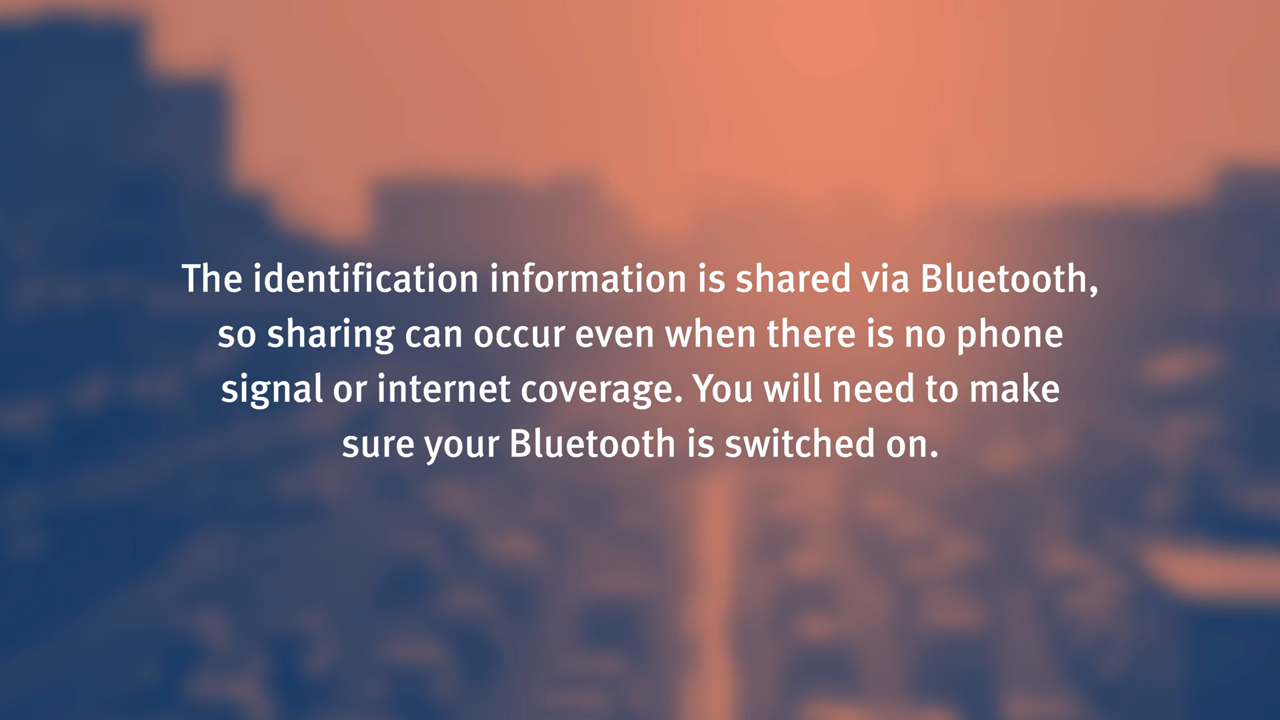 The identification information is shared via Bluetooth,
so sharing can occur even when there is no phone
signal or internet coverage. You will need to make
sure your Bluetooth is switched on.